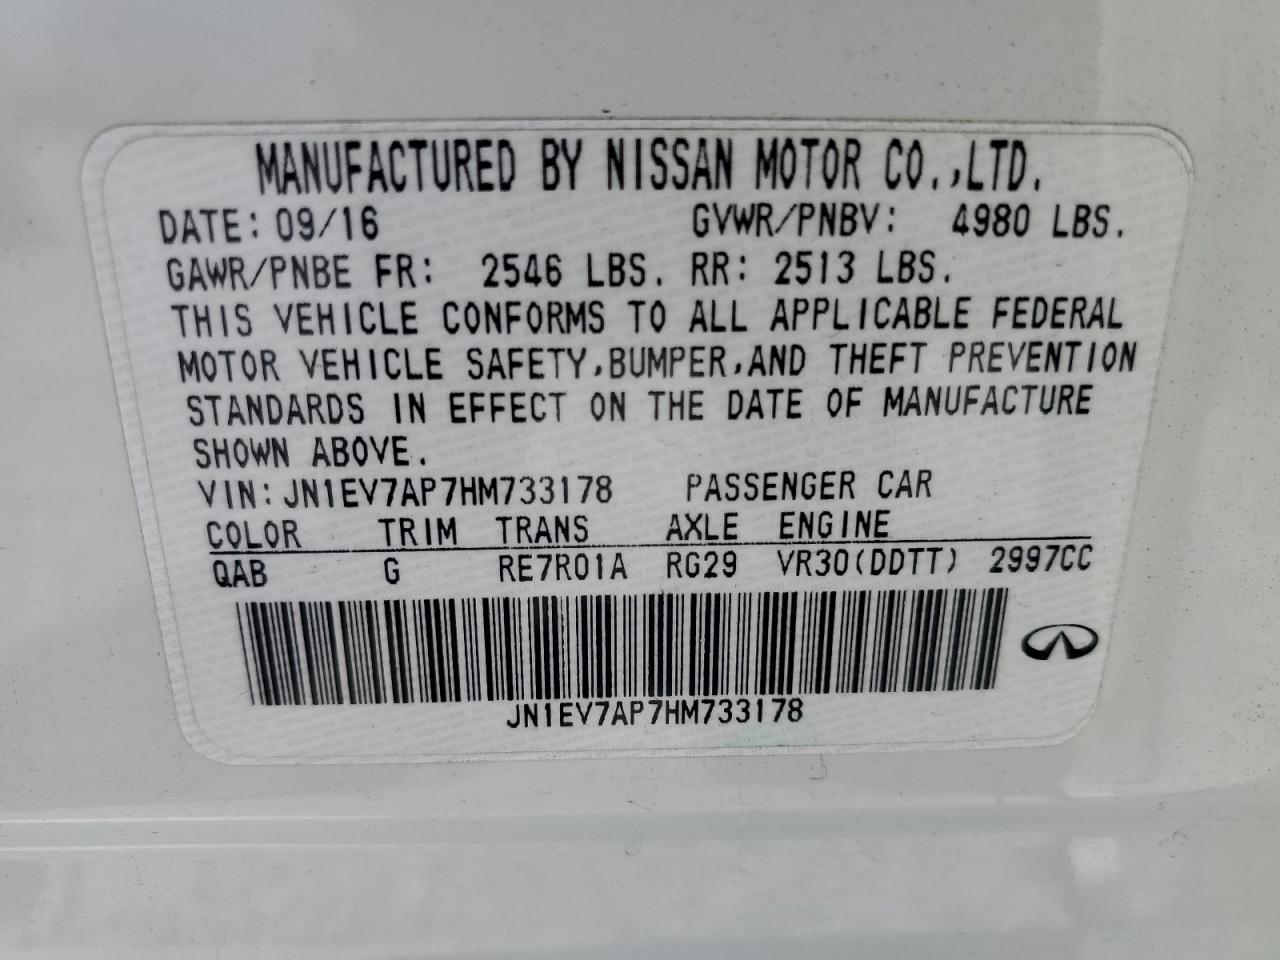 MANUFACTURED BY NISSAN MOTOR CO.,LTD.
DATE: 09/16 GVWR/PNBV: 4980 LBS.
GAWR/PNBE FR: 2546 LBS. RR: 2513 LBS.
THIS VEHICLE CONFORMS TO ALL APPLICABLE FEDERAL
MOTOR VEHICLE SAFETY,BUMPER,AND THEFT PREVENTION
STANDARDS IN EFFECT ON THE DATE OF MANUFACTURE
SHOWN ABOVE.
VIN: JN1EV7AP7HM733178 PASSENGER CAR
COLOR TRIM TRANS AXLE ENGINE
QAB G RE7R01A RG29 VR30(DDTT) 2997CC
JN1EV7AP7HM733178